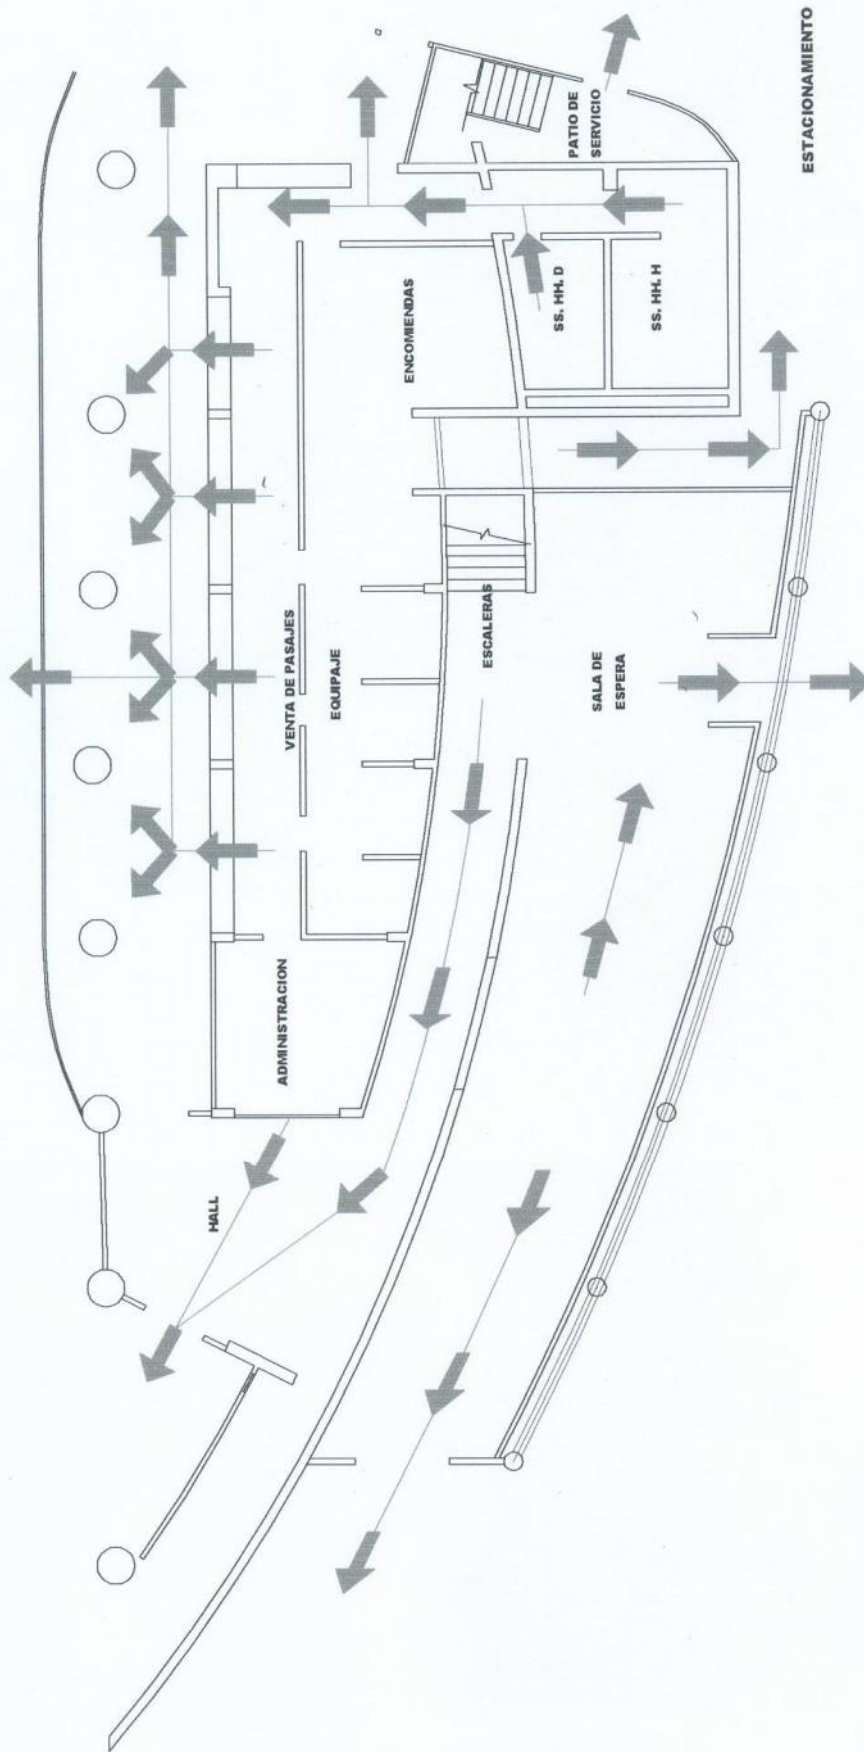 HALL
ADMINISTRACION
VENTA DE PASAJES
EQUIPAJE
ENCOMIENDAS
ESCALERAS
SALA DE
ESPERA
SS. HH. D
SS. HH. H
PATIO DE
SERVICIO
ESTACIONAMIENTO